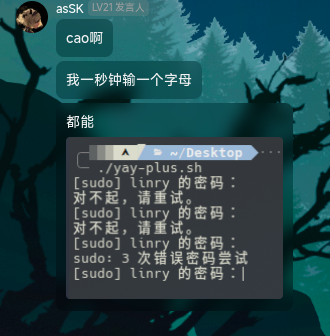 asSK LV21 发言人
cao啊
我一秒钟输一个字母
都能
~/Desktop
./yay-plus.sh
[sudo] linry 的密码：
对不起，请重试。
[sudo] linry 的密码：
对不起，请重试。
[sudo] linry 的密码：
sudo: 3 次错误密码尝试
[sudo] linry 的密码：